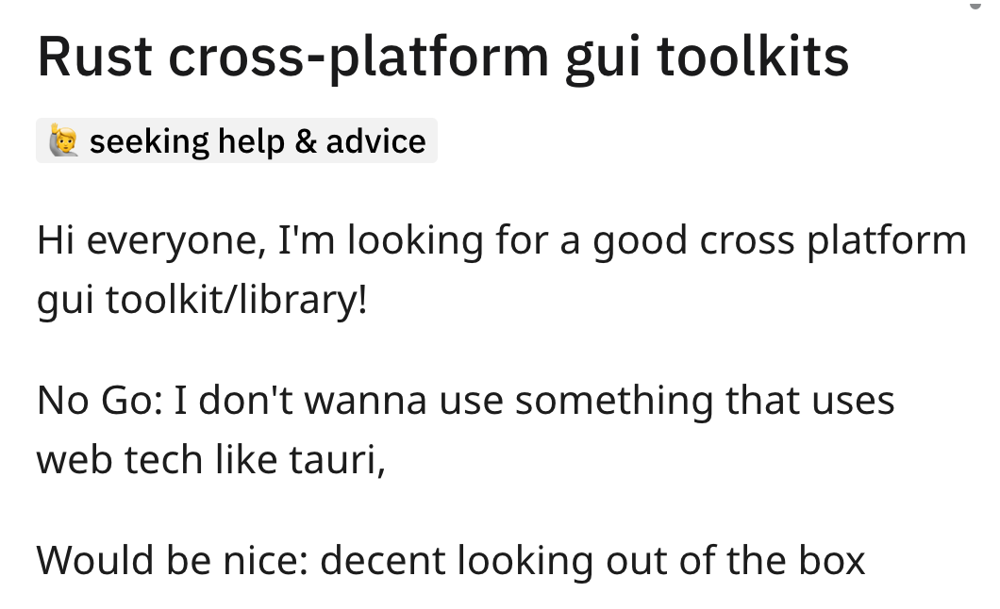 Rust cross-platform gui toolkits
🙋 seeking help & advice
Hi everyone, I'm looking for a good cross platform
gui toolkit/library!
No Go: I don't wanna use something that uses
web tech like tauri,
Would be nice: decent looking out of the box